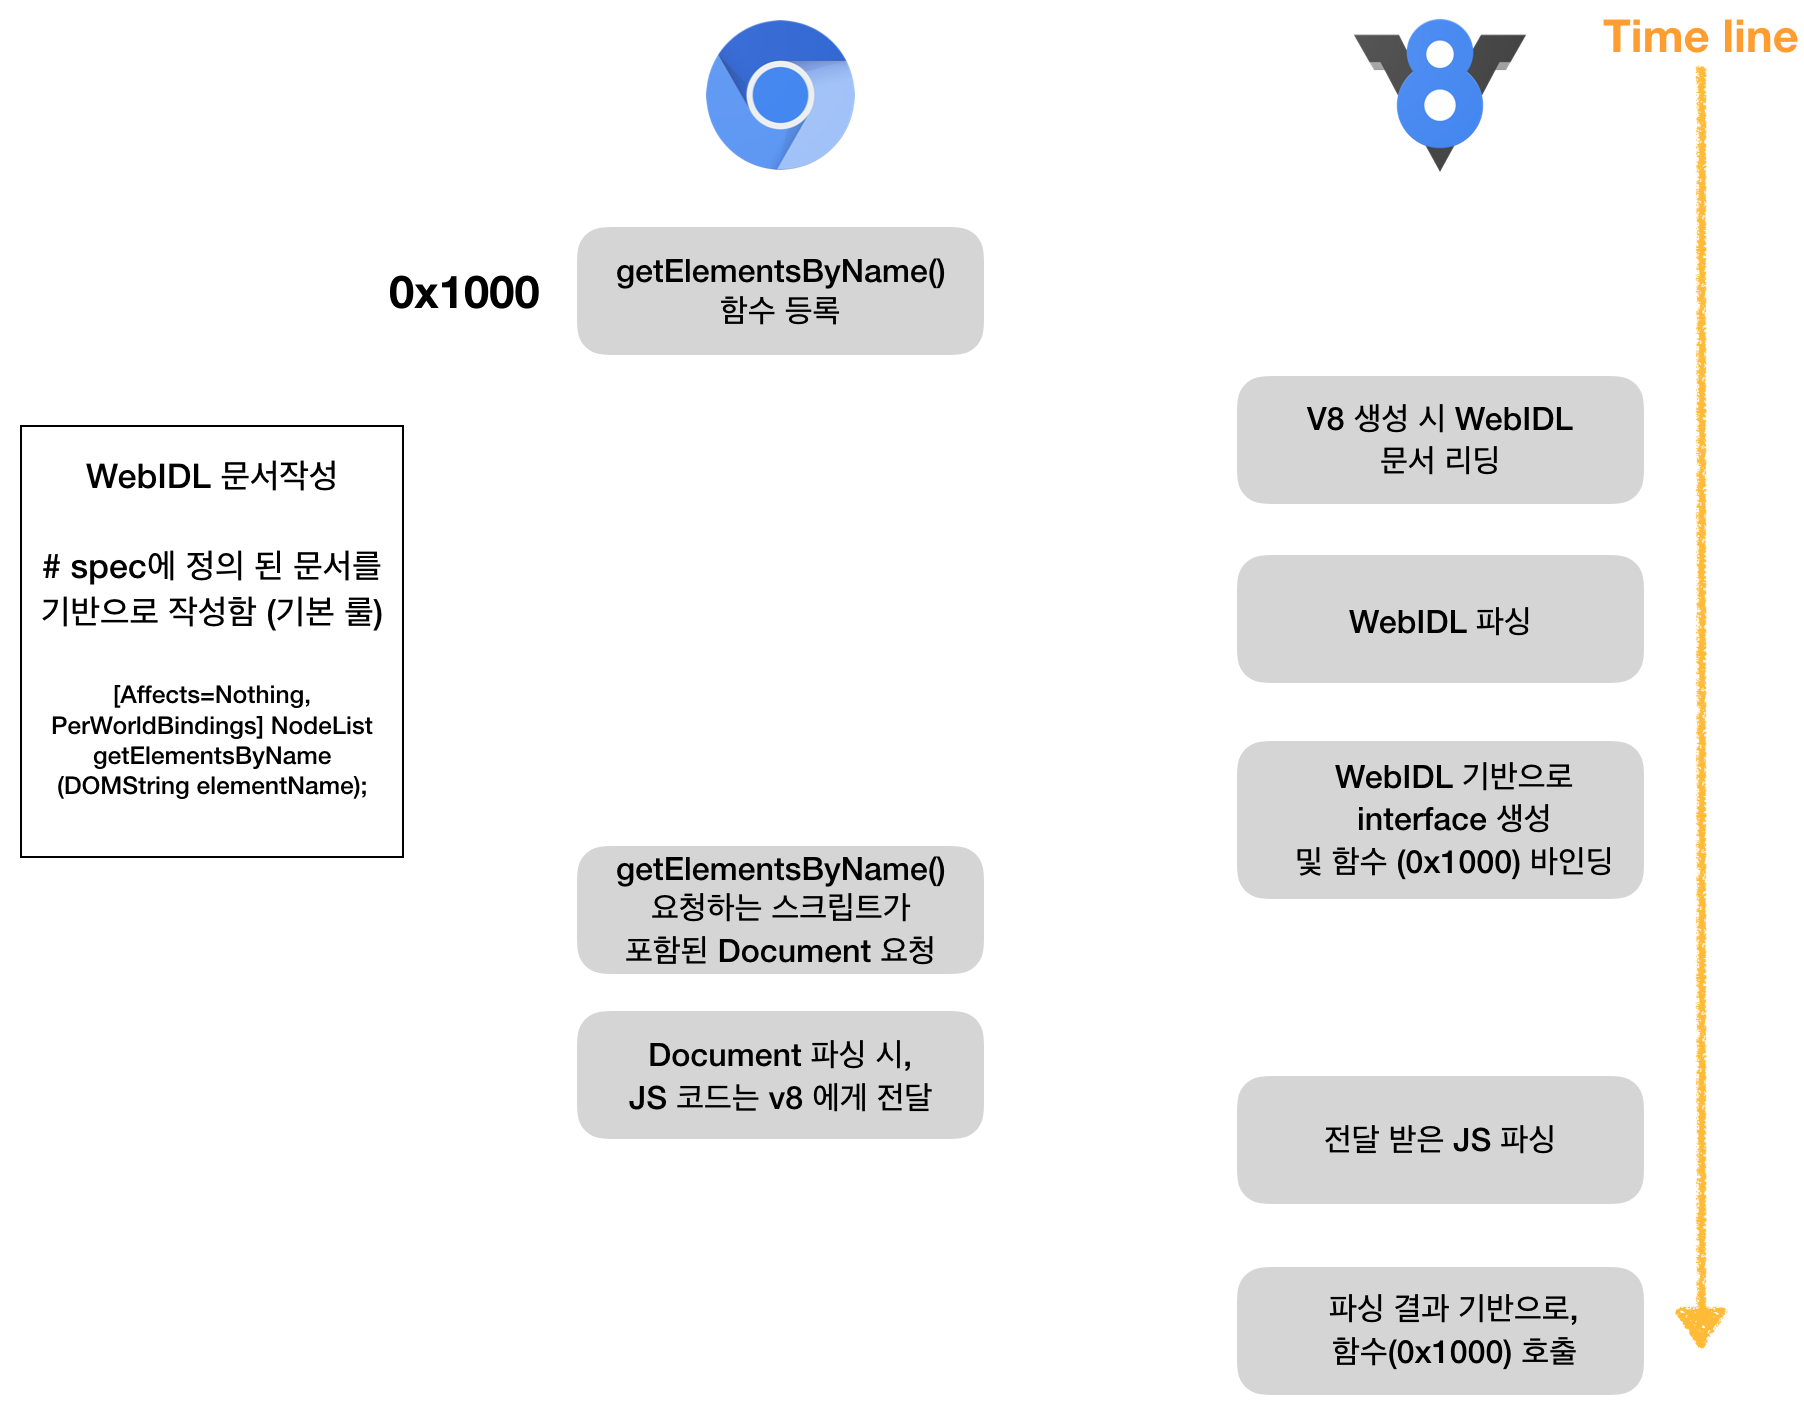 Time line
0x1000
getElementsByName()
함수 등록
V8 생성 시 WebIDL
문서 리딩
WebIDL 문서작성
# spec에 정의 된 문서를
기반으로 작성함 (기본 룰)
[Affects=Nothing,
PerWorldBindings] NodeList
getElementsByName
(DOMString elementName);
WebIDL 파싱
WebIDL 기반으로
interface 생성
및 함수 (0x1000) 바인딩
getElementsByName()
요청하는 스크립트가
포함된 Document 요청
Document 파싱 시,
JS 코드는 v8 에게 전달
전달 받은 JS 파싱
파싱 결과 기반으로,
함수(0x1000) 호출
8